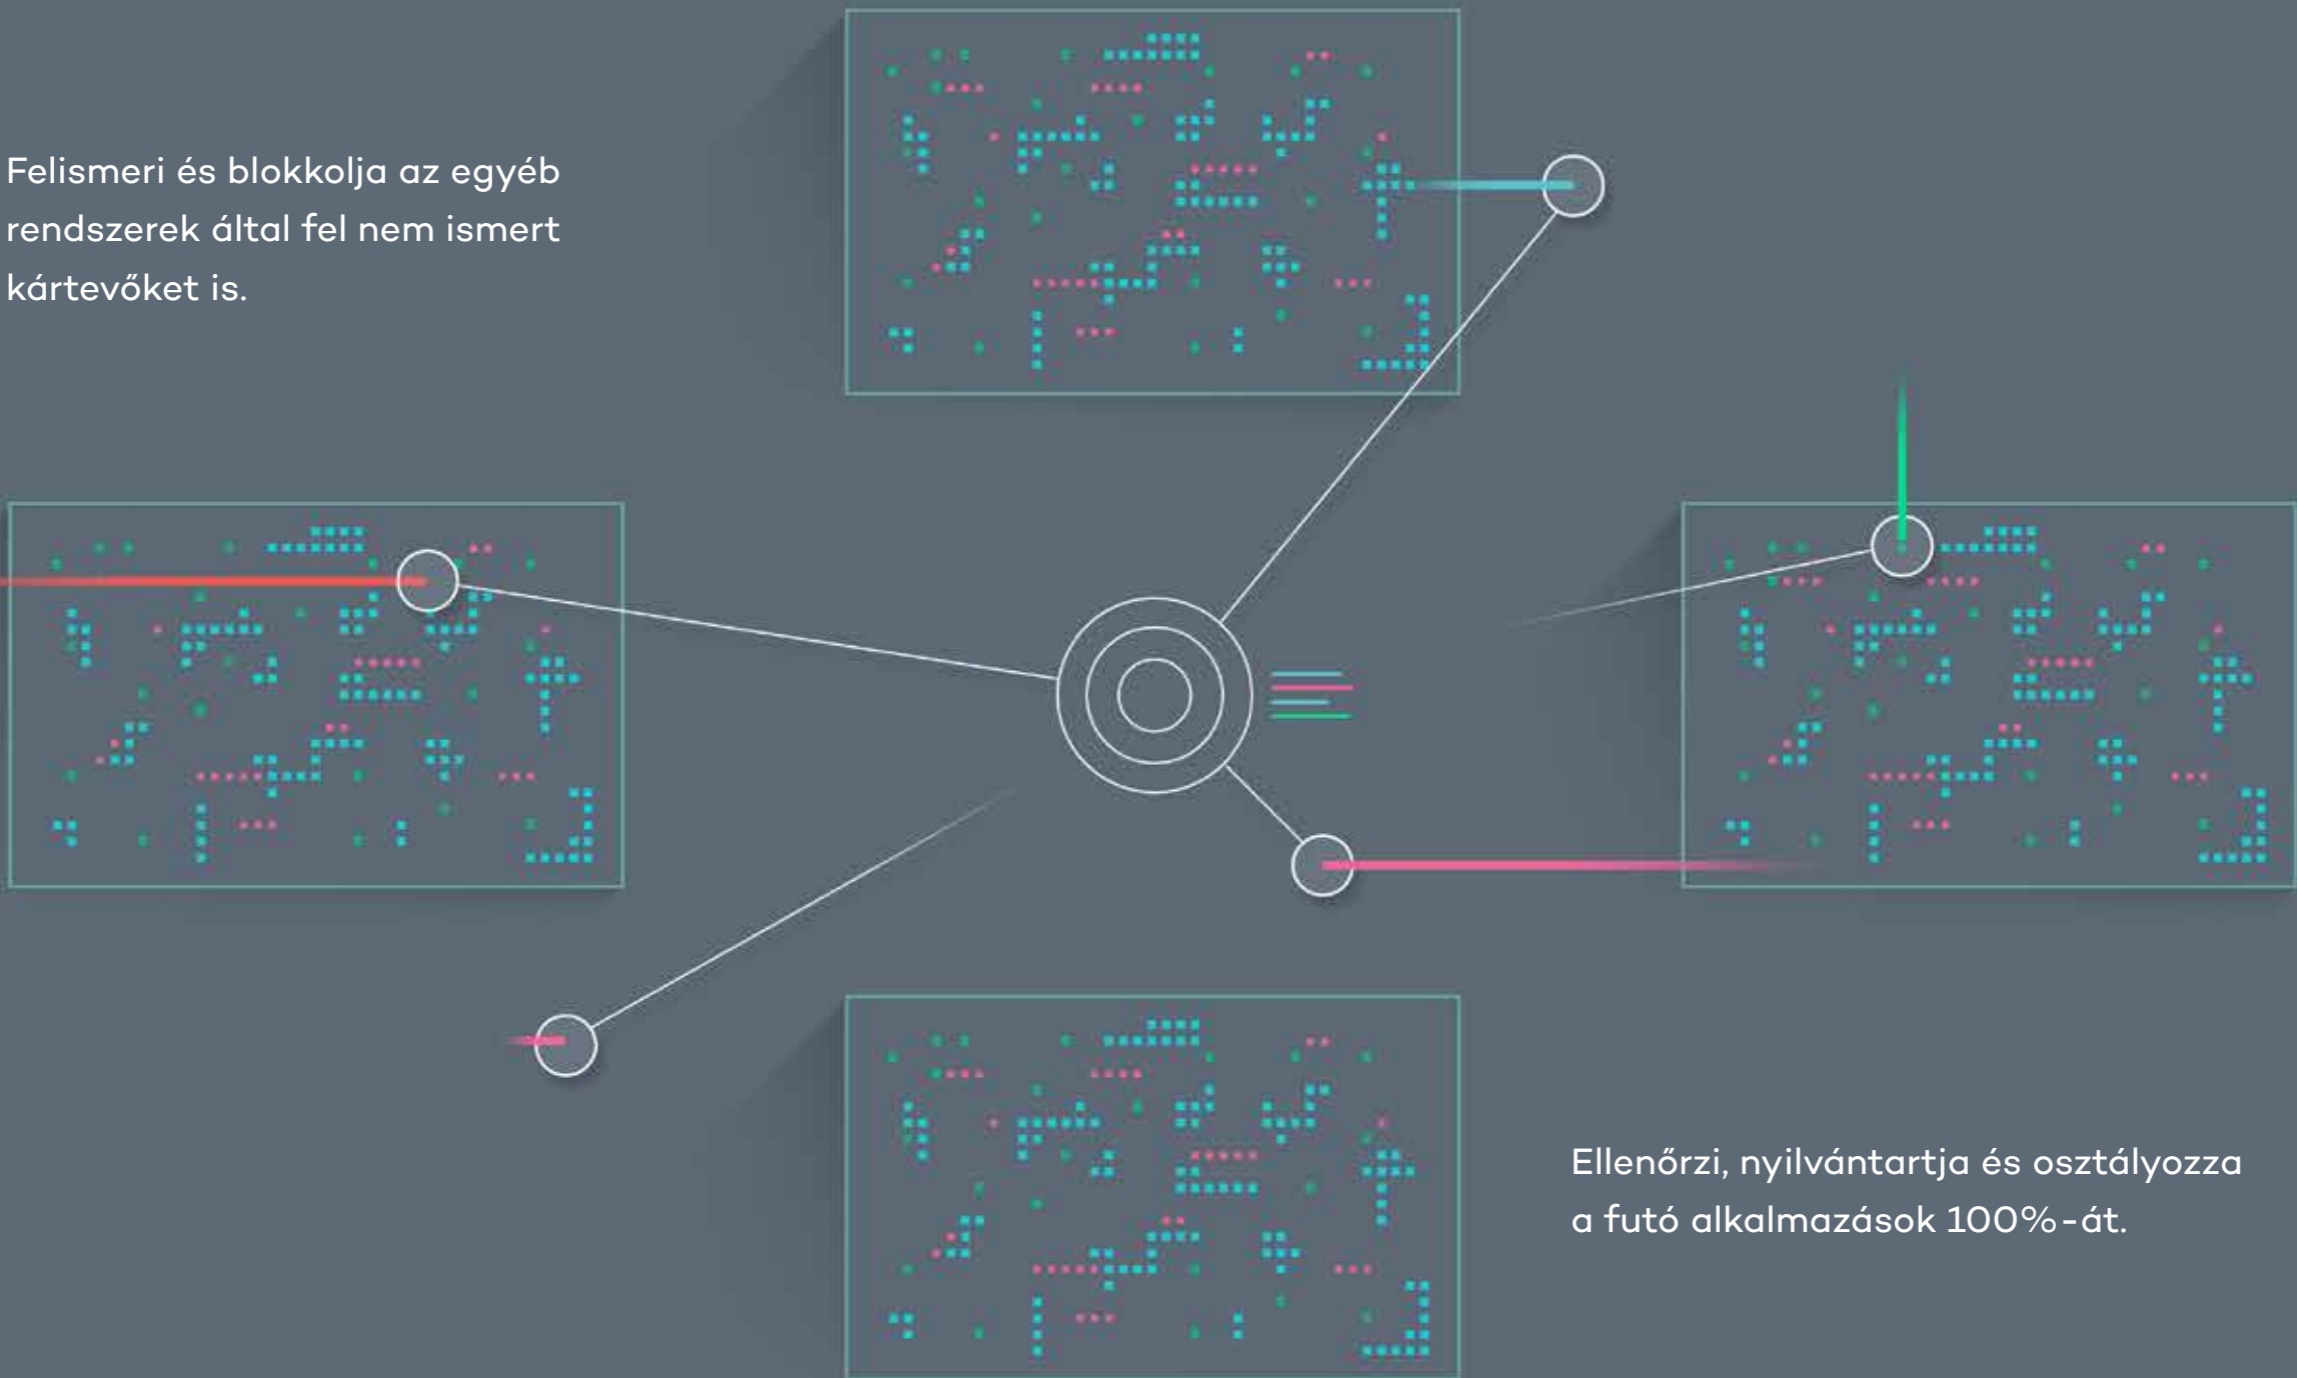 Felismeri és blokkolja az egyéb
rendszerek által fel nem ismert
kártevőket is.
Ellenőrzi, nyilvántartja és osztályozza
a futó alkalmazások 100%-át.